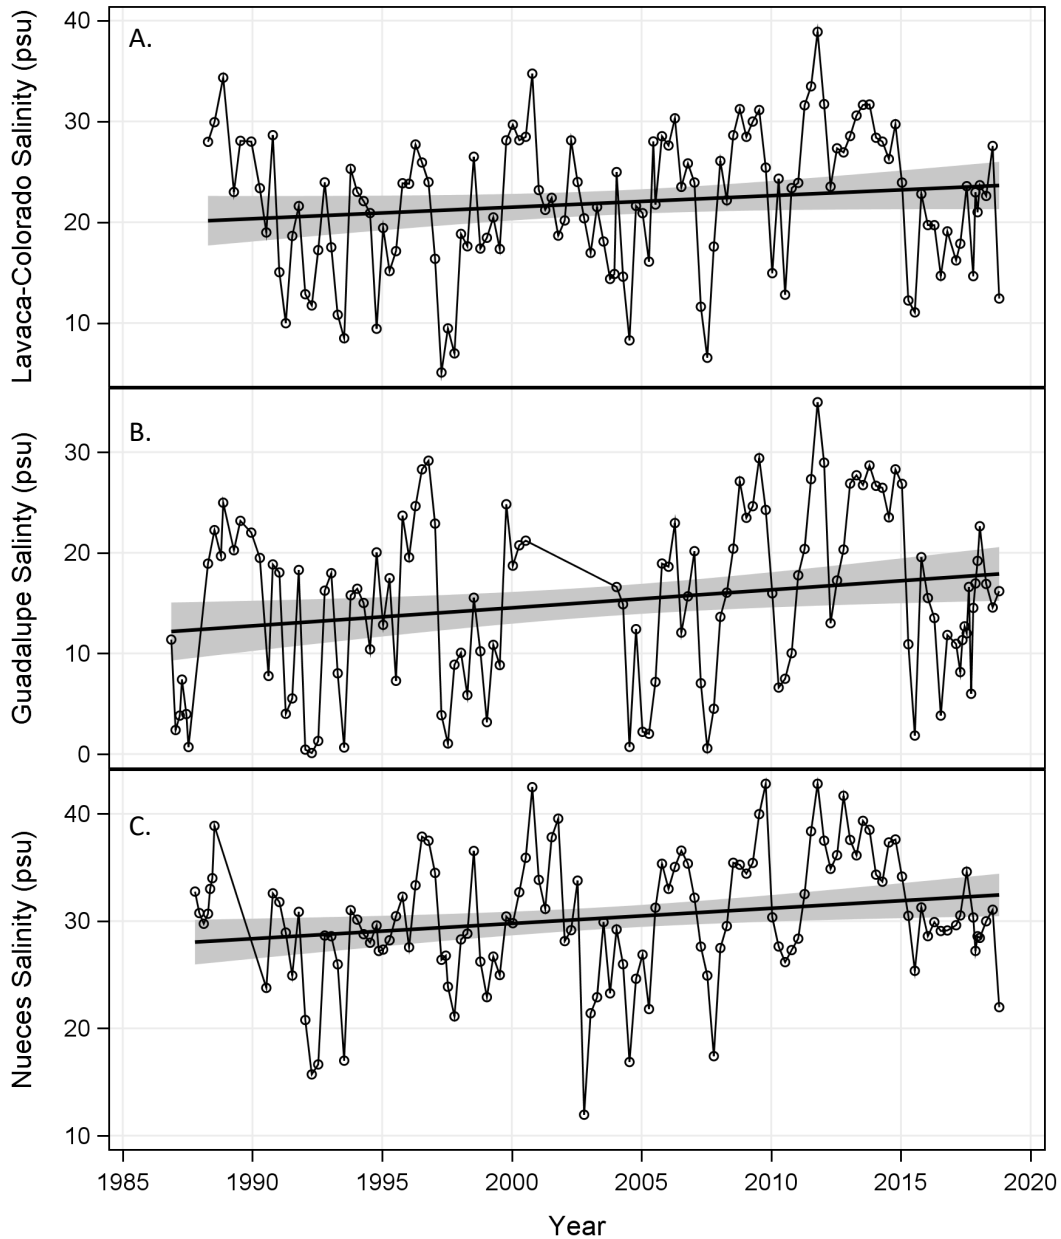 A.
Lavaca-Colorado Salinity (psu)
40
30
20
10
B.
Guadalupe Salinty (psu)
30
20
10
0
C.
Nueces Salinity (psu)
40
30
20
10
1985 1990 1995 2000 2005 2010 2015 2020
Year